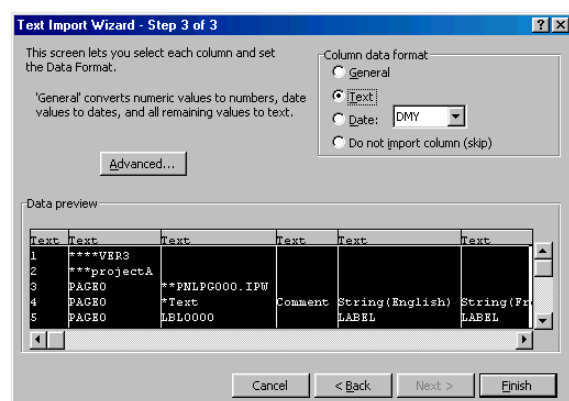 Text Import Wizard - Step 3 of 3
This screen lets you select each column and set
the Data Format.
'General' converts numeric values to numbers, date
values to dates, and all remaining values to text.
Advanced...
Column data format
General
Text
Date: DMY
Do not import column (skip)
Data preview
Text Text Text Text Text Text
1 ****VER3
2 ***projectA
3 PAGE0 **PNLPG000.IPW
4 PAGE0 *Text Comment String(English) String(Fr
5 PAGE0 LBL0000 LABEL LABEL
Cancel < Back Next > Finish